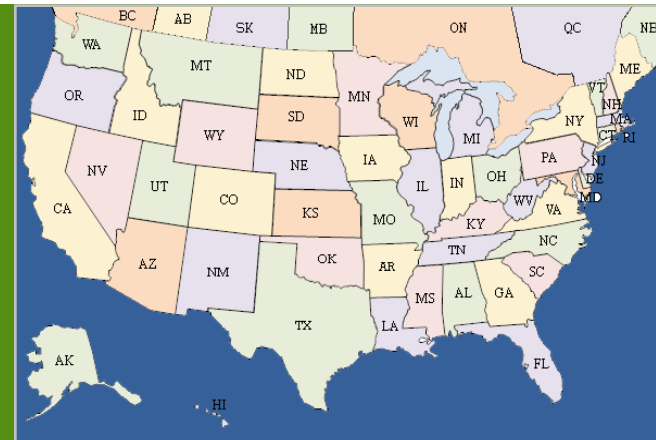 BC
AB
SK
MB
ON
QC
NB
WA
MT
ND
MN
ME
VT
NH
OR
ID
SD
WI
MI
NY
MA
WY
CT
RI
NE
IA
PA
NJ
NV
UT
CO
IL
IN
OH
DE
CA
KS
MO
WV
VA
MD
KY
AZ
NM
OK
AR
TN
NC
SC
TX
LA
MS
AL
GA
AK
FL
HI